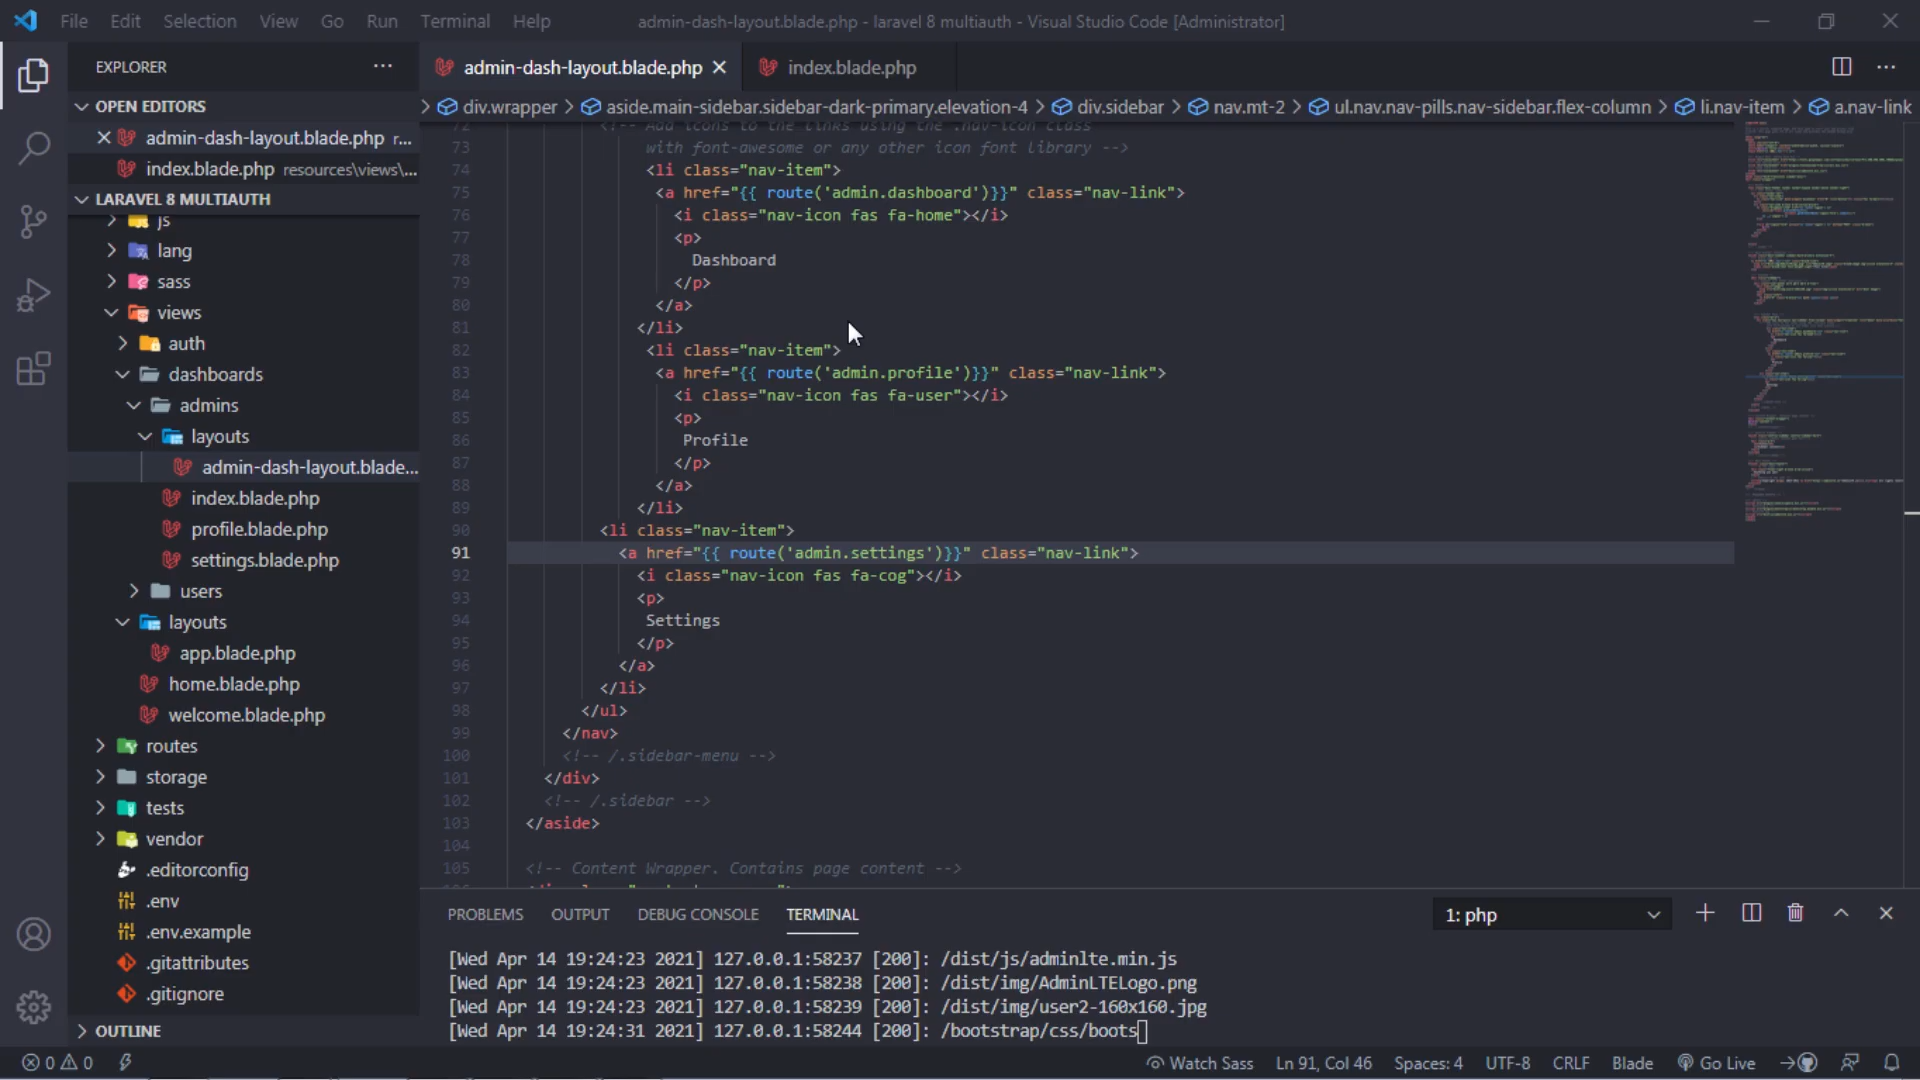 File Edit Selection View Go Run Terminal Help
admin-dash-layout.blade.php - laravel 8 multiauth - Visual Studio Code [Administrator]
EXPLORER
OPEN EDITORS
admin-dash-layout.blade.php r...
index.blade.php resources\views\...
LARAVEL 8 MULTIAUTH
js
lang
sass
views
auth
dashboards
admins
layouts
admin-dash-layout.blade...
index.blade.php
profile.blade.php
settings.blade.php
users
layouts
app.blade.php
home.blade.php
welcome.blade.php
routes
storage
tests
vendor
.editorconfig
.env
.env.example
.gitattributes
.gitignore
OUTLINE
admin-dash-layout.blade.php
index.blade.php
div.wrapper > aside.main-sidebar.sidebar-dark-primary.elevation-4 > div.sidebar > nav.mt-2 > ul.nav.nav-pills.nav-sidebar.flex-column > li.nav-item > a.nav-link
72 <!-- Add icons to the links using the .nav-icon class
73 with font-awesome or any other icon font library -->
74 <li class="nav-item">
75 <a href="{{ route('admin.dashboard')}}" class="nav-link">
76 <i class="nav-icon fas fa-home"></i>
77 <p>
78 Dashboard
79 </p>
80 </a>
81 </li>
82 <li class="nav-item">
83 <a href="{{ route('admin.profile')}}" class="nav-link">
84 <i class="nav-icon fas fa-user"></i>
85 <p>
86 Profile
87 </p>
88 </a>
89 </li>
90 <li class="nav-item">
91 <a href="{{ route('admin.settings')}}" class="nav-link">
92 <i class="nav-icon fas fa-cog"></i>
93 <p>
94 Settings
95 </p>
96 </a>
97 </li>
98 </ul>
99 </nav>
100 <!-- /.sidebar-menu -->
101 </div>
102 <!-- /.sidebar -->
103 </aside>
104
105 <!-- Content Wrapper. Contains page content -->
PROBLEMS OUTPUT DEBUG CONSOLE TERMINAL
1: php
[Wed Apr 14 19:24:23 2021] 127.0.0.1:58237 [200]: /dist/js/adminlte.min.js
[Wed Apr 14 19:24:23 2021] 127.0.0.1:58238 [200]: /dist/img/AdminLTELogo.png
[Wed Apr 14 19:24:23 2021] 127.0.0.1:58239 [200]: /dist/img/user2-160x160.jpg
[Wed Apr 14 19:24:31 2021] 127.0.0.1:58244 [200]: /bootstrap/css/boots
0 0 Watch Sass Ln 91, Col 46 Spaces: 4 UTF-8 CRLF Blade Go Live